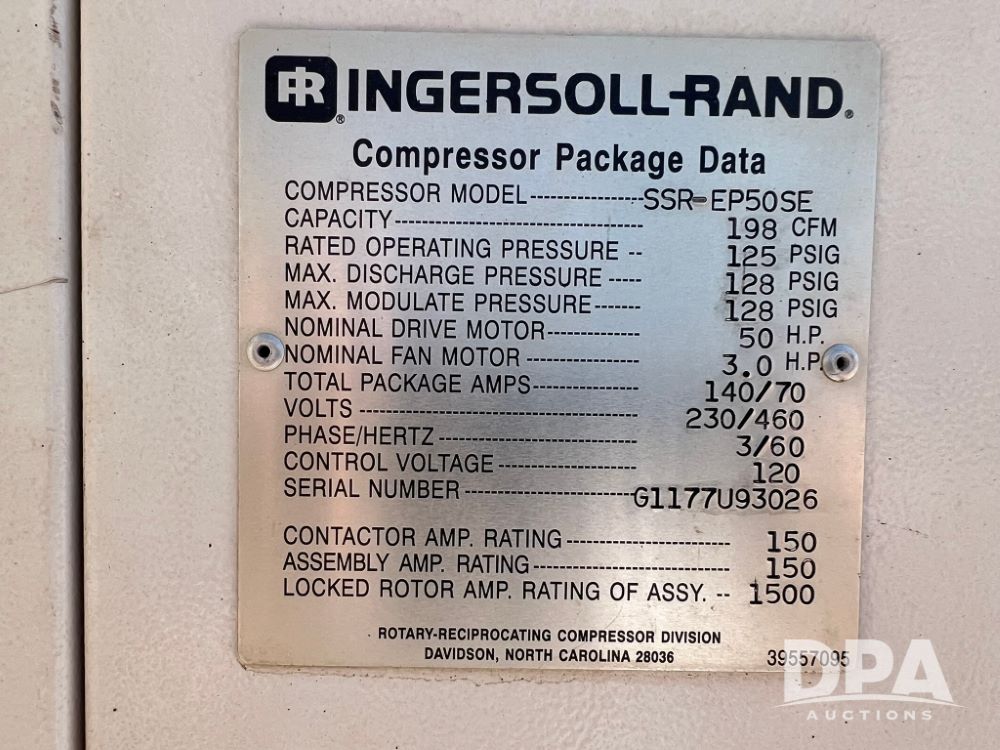 IR® INGERSOLL-RAND®
Compressor Package Data
COMPRESSOR MODEL------------------SSR-EP50SE
CAPACITY---------------------------------------- 198 CFM
RATED OPERATING PRESSURE -- 125 PSIG
MAX. DISCHARGE PRESSURE ----- 128 PSIG
MAX. MODULATE PRESSURE------- 128 PSIG
NOMINAL DRIVE MOTOR--------------- 50 H.P.
NOMINAL FAN MOTOR ----------------- 3.0 H.P.
TOTAL PACKAGE AMPS---------------- 140/70
VOLTS -------------------------------------------- 230/460
PHASE/HERTZ -------------------------------- 3/60
CONTROL VOLTAGE---------------------- 120
SERIAL NUMBER ---------------------------G1177U93026
CONTACTOR AMP. RATING-------------------------- 150
ASSEMBLY AMP. RATING------------------------------- 150
LOCKED ROTOR AMP. RATING OF ASSY. -- 1500
ROTARY-RECIPROCATING COMPRESSOR DIVISION
DAVIDSON, NORTH CAROLINA 28036 39557095
DPA
AUCTIONS